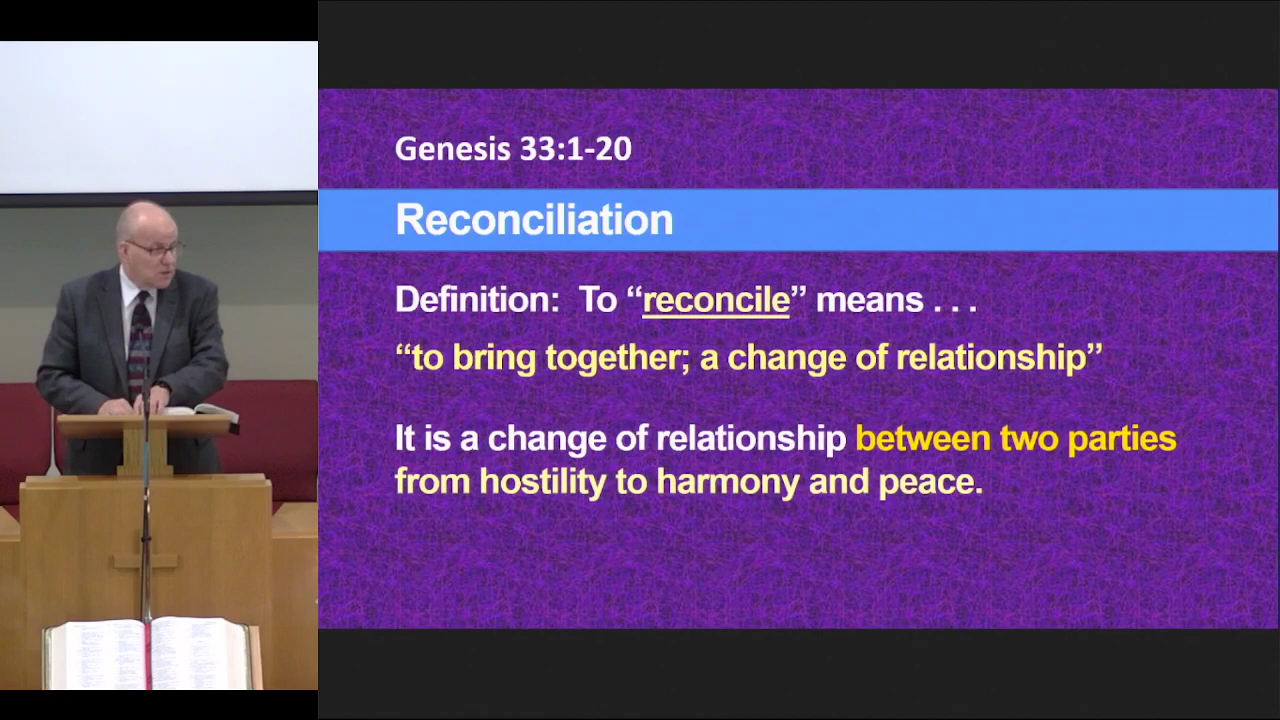 Genesis 33:1-20
Reconciliation
Definition:  To “reconcile” means . . .
“to bring together; a change of relationship”
It is a change of relationship between two parties
from hostility to harmony and peace.